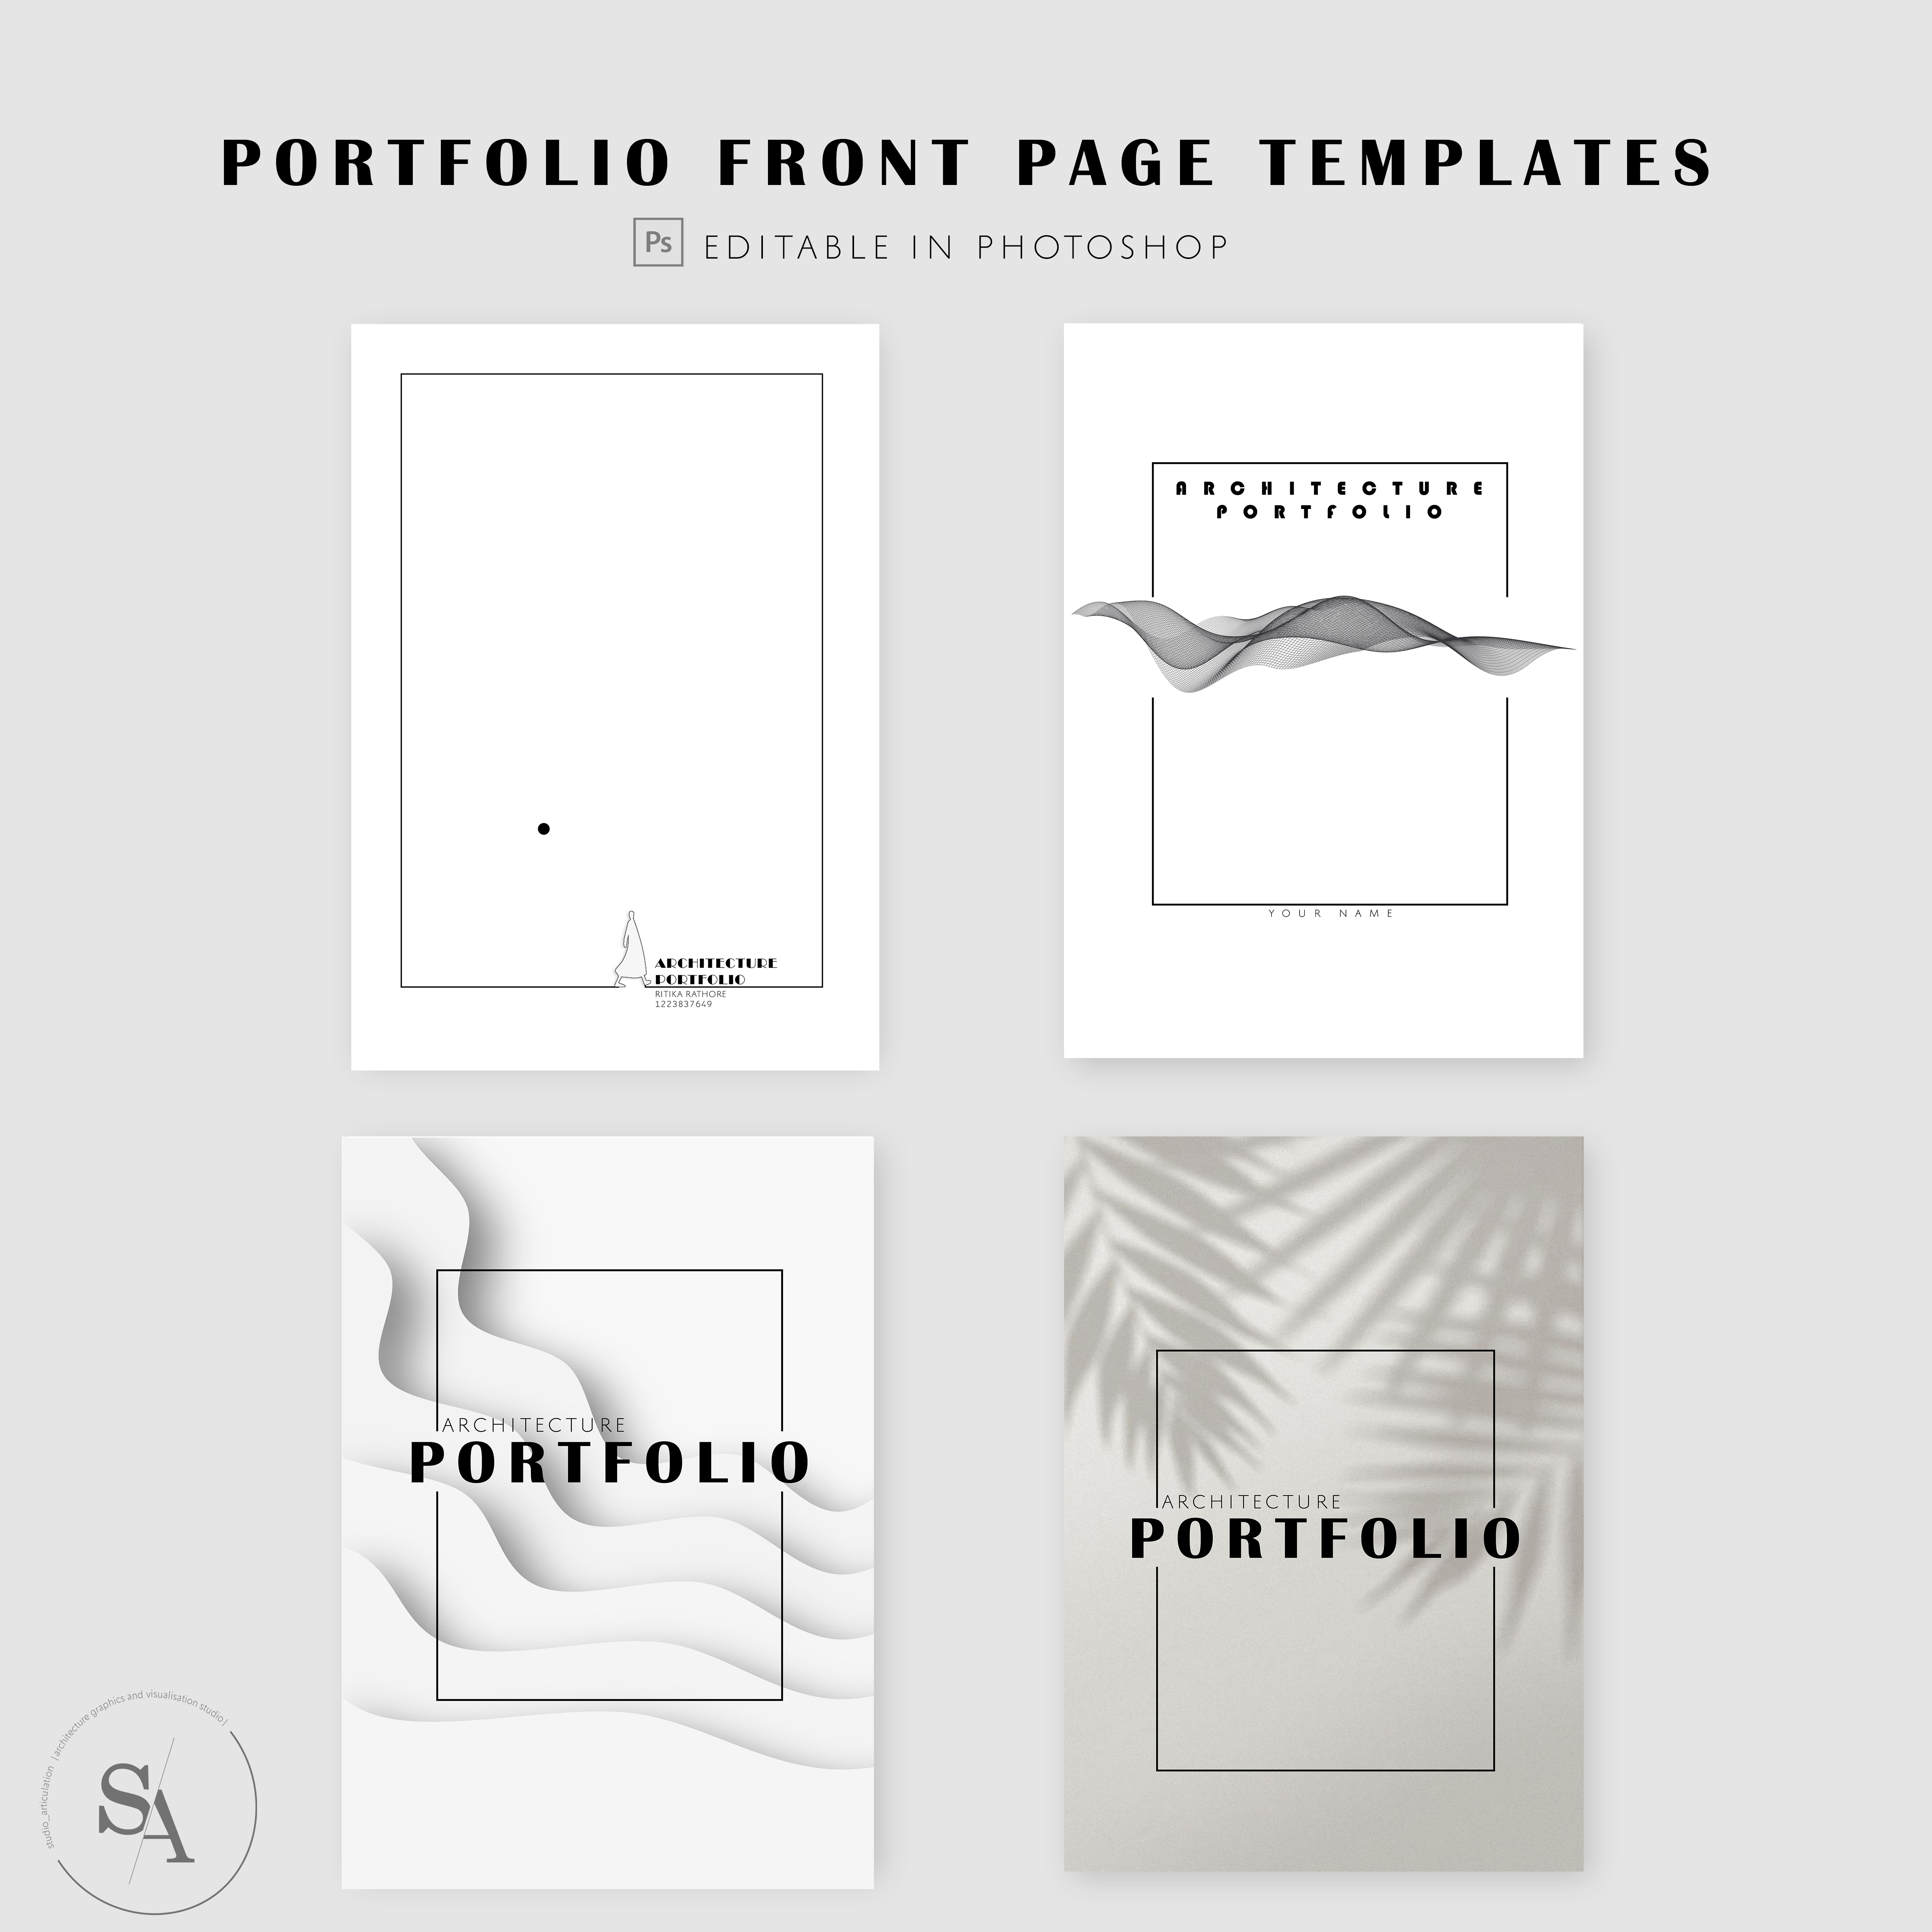 PORTFOLIO FRONT PAGE TEMPLATES
Ps EDITABLE IN PHOTOSHOP
ARCHITECTURE
PORTFOLIO
RITIKA RATHORE
1223837649
ARCHITECTURE
PORTFOLIO
YOUR NAME
ARCHITECTURE
PORTFOLIO
ARCHITECTURE
PORTFOLIO
studio_articulation | architecture graphics and visualisation studio |
SA